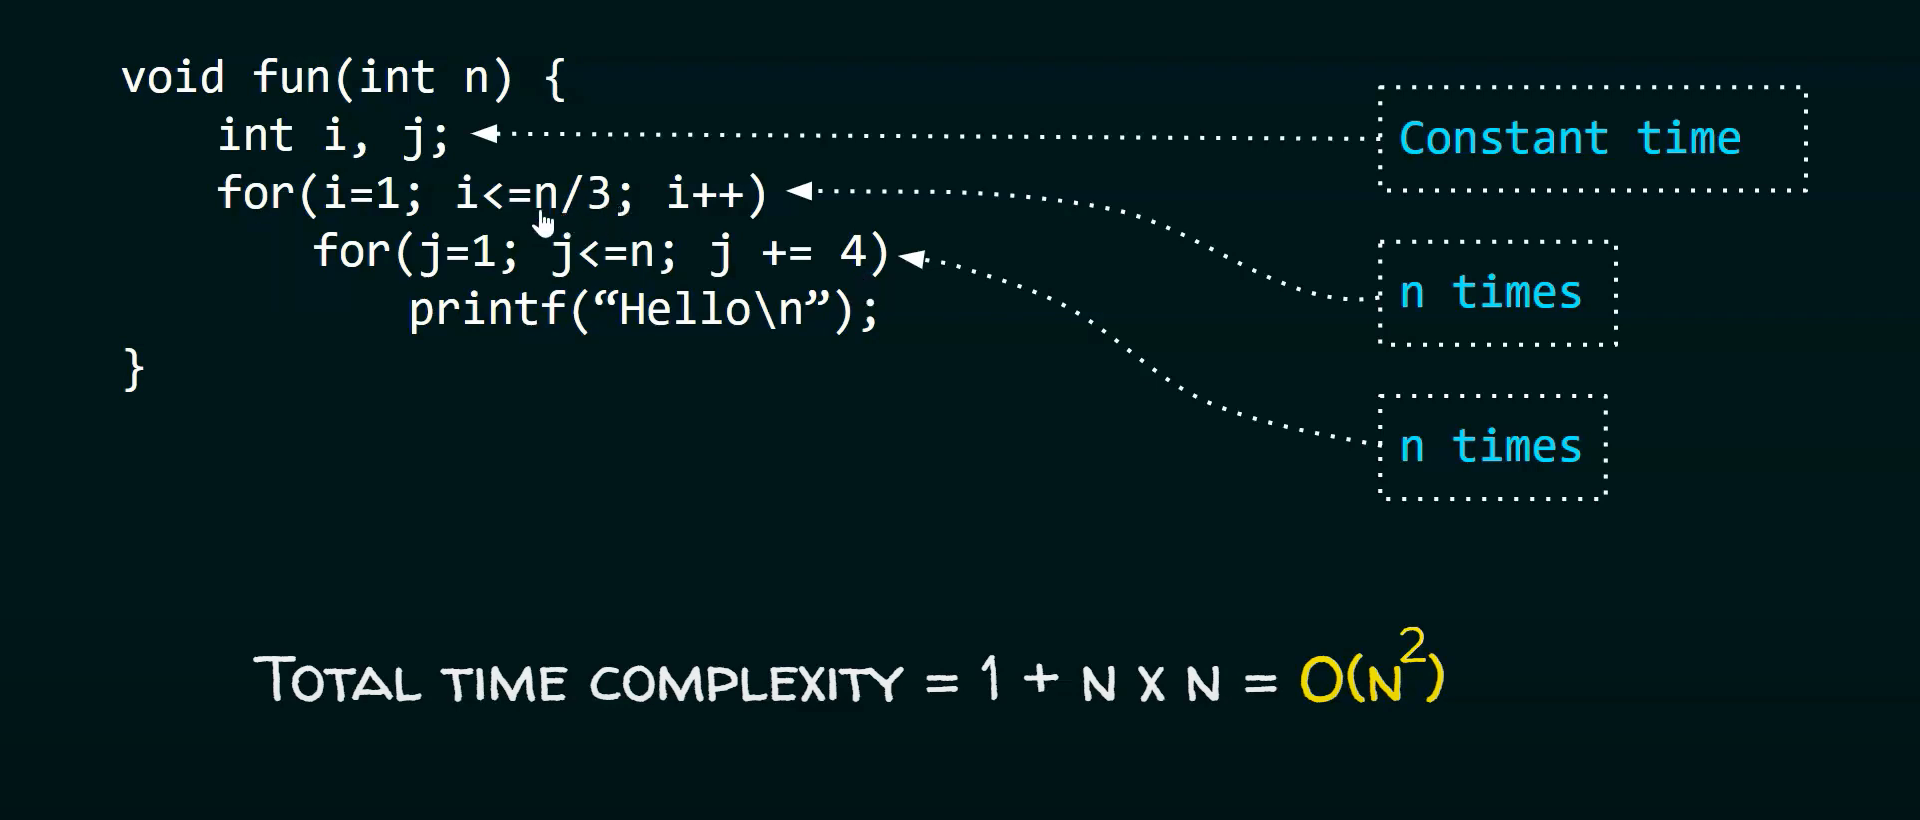 void fun(int n) {
int i, j;
for(i=1; i<=n/3; i++)
for(j=1; j<=n; j += 4)
printf(“Hello\n”);
}
Constant time
n times
n times
TOTAL TIME COMPLEXITY = 1 + N X N = O(N²)